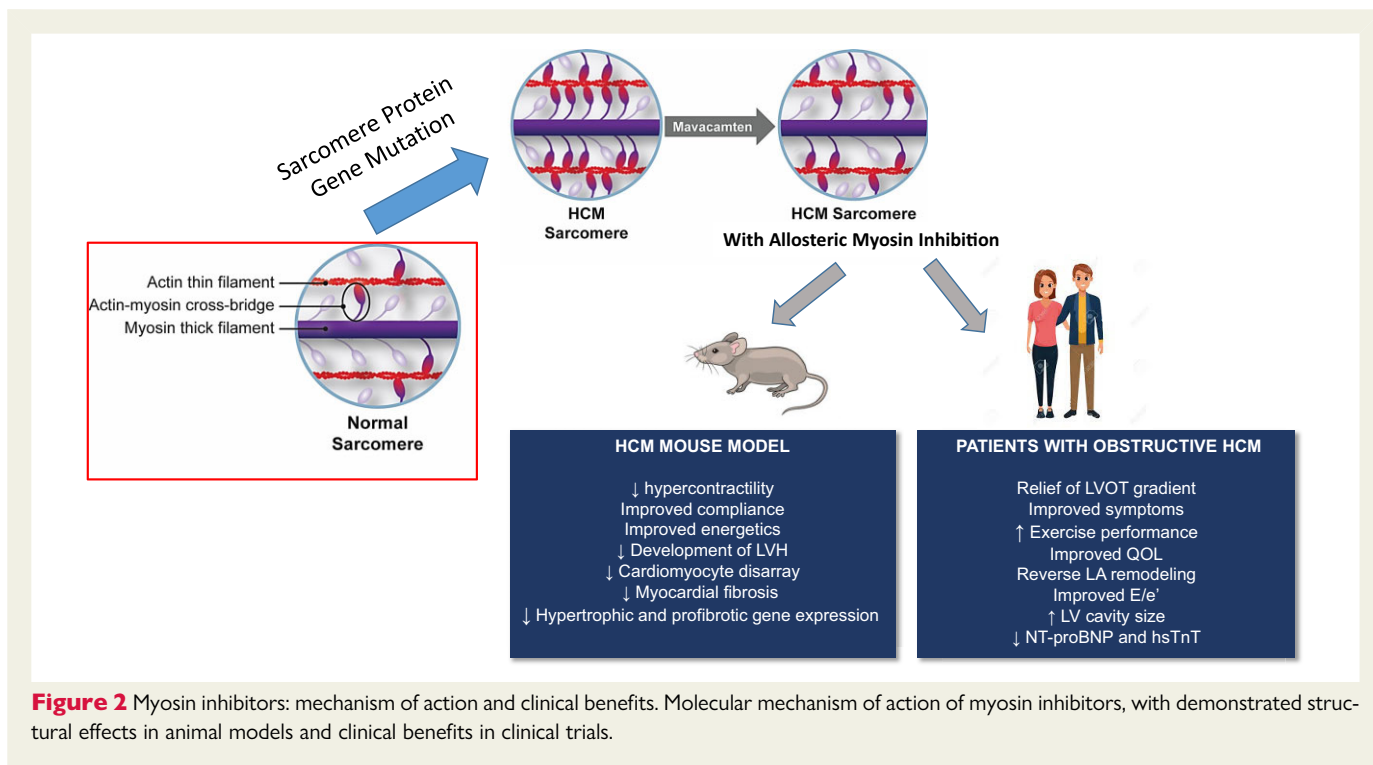 Sarcomere Protein
Gene Mutation
Mavacamten
HCM
Sarcomere
HCM Sarcomere
With Allosteric Myosin Inhibition
Actin thin filament
Actin-myosin cross-bridge
Myosin thick filament
Normal
Sarcomere
HCM MOUSE MODEL
↓ hypercontractility
Improved compliance
Improved energetics
↓ Development of LVH
↓ Cardiomyocyte disarray
↓ Myocardial fibrosis
↓ Hypertrophic and profibrotic gene expression
PATIENTS WITH OBSTRUCTIVE HCM
Relief of LVOT gradient
Improved symptoms
↑ Exercise performance
Improved QOL
Reverse LA remodeling
Improved E/e’
↑ LV cavity size
↓ NT-proBNP and hsTnT
Figure 2 Myosin inhibitors: mechanism of action and clinical benefits. Molecular mechanism of action of myosin inhibitors, with demonstrated struc-
tural effects in animal models and clinical benefits in clinical trials.